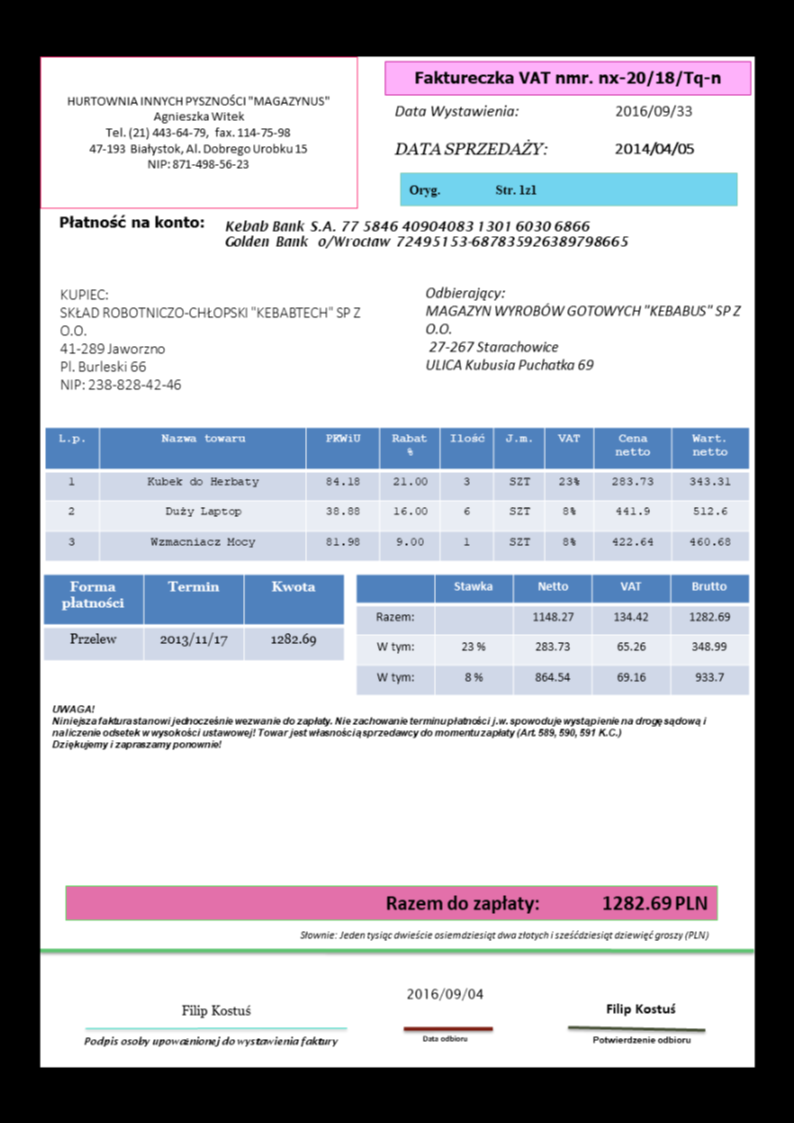 HURTOWNIA INNYCH PYSZNOŚCI "MAGAZYNUS"
Agnieszka Witek
Tel. (21) 443-64-79, fax. 114-75-98
47-193 Białystok, Al. Dobrego Urobku 15
NIP: 871-498-56-23
Faktureczka VAT nmr. nx-20/18/Tq-n
Data Wystawienia: 2016/09/33
DATA SPRZEDAŻY: 2014/04/05
Oryg. Str. 1z1
Płatność na konto: Kebab Bank S.A. 77 5846 40904083 1301 6030 6866
Golden Bank o/Wrocław 72495153-687835926389798665
KUPIEC:
SKŁAD ROBOTNICZO-CHŁOPSKI "KEBABTECH" SP Z
O.O.
41-289 Jaworzno
Pl. Burleski 66
NIP: 238-828-42-46
Odbierający:
MAGAZYN WYROBÓW GOTOWYCH "KEBABUS" SP Z
O.O.
27-267 Starachowice
ULICA Kubusia Puchatka 69
L.p. Nazwa towaru PKWiU Rabat % Ilość J.m. VAT Cena netto Wart. netto
1 Kubek do Herbaty 84.18 21.00 3 SZT 23% 283.73 343.31
2 Duży Laptop 38.88 16.00 6 SZT 8% 441.9 512.6
3 Wzmacniacz Mocy 81.98 9.00 1 SZT 8% 422.64 460.68
Forma płatności Termin Kwota
Przelew 2013/11/17 1282.69
Stawka Netto VAT Brutto
Razem: 1148.27 134.42 1282.69
W tym: 23 % 283.73 65.26 348.99
W tym: 8 % 864.54 69.16 933.7
UWAGA!
Niniejsza faktura stanowi jednocześnie wezwanie do zapłaty. Nie zachowanie terminu płatności j.w. spowoduje wystąpienie na drogę sądową i
naliczenie odsetek w wysokości ustawowej! Towar jest własnością sprzedawcy do momentu zapłaty (Art. 589, 590, 591 K.C.)
Dziękujemy i zapraszamy ponownie!
Razem do zapłaty: 1282.69 PLN
Słownie: Jeden tysiąc dwieście osiemdziesiąt dwa złotych i sześćdziesiąt dziewięć groszy (PLN)
Filip Kostuś
Podpis osoby upoważnionej do wystawienia faktury
2016/09/04
Data odbioru
Filip Kostuś
Potwierdzenie odbioru